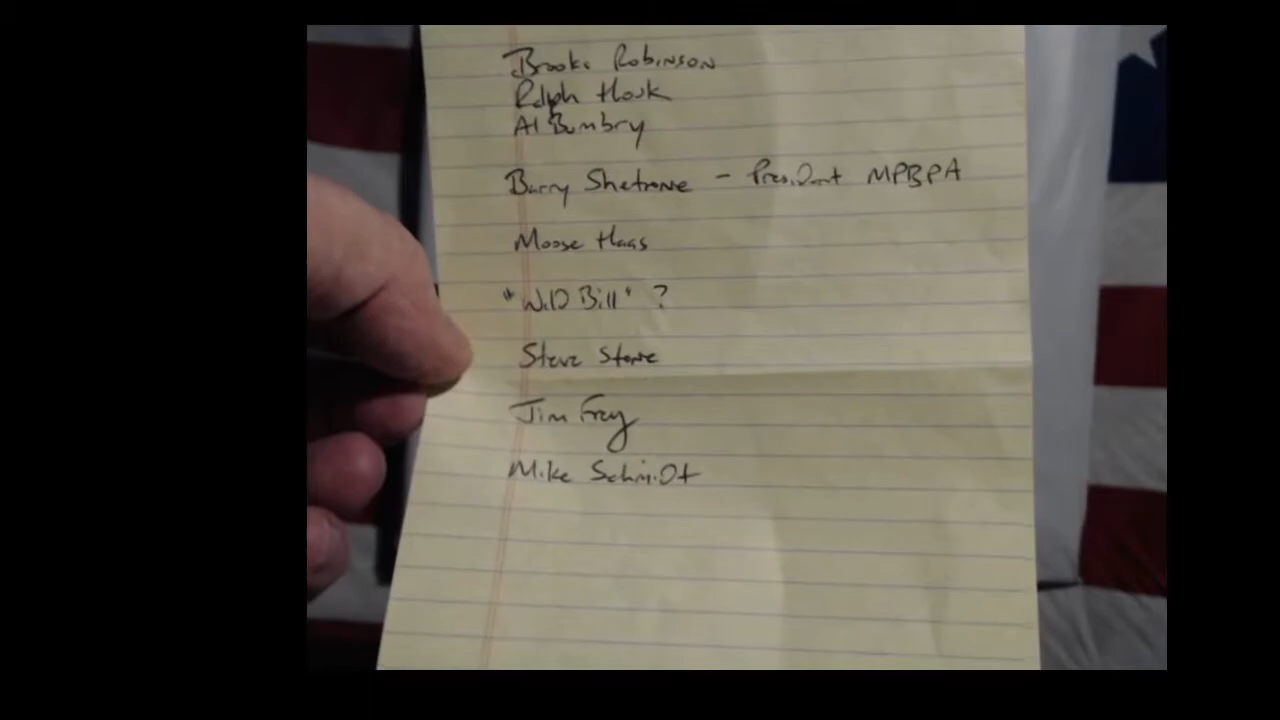 Brooks Robinson
Ralph Houk
Al Bumbry
Barry Shetrone - President MPBPA
Moose Haas
"Wild Bill" ?
Steve Stone
Jim Frey
Mike Schmidt